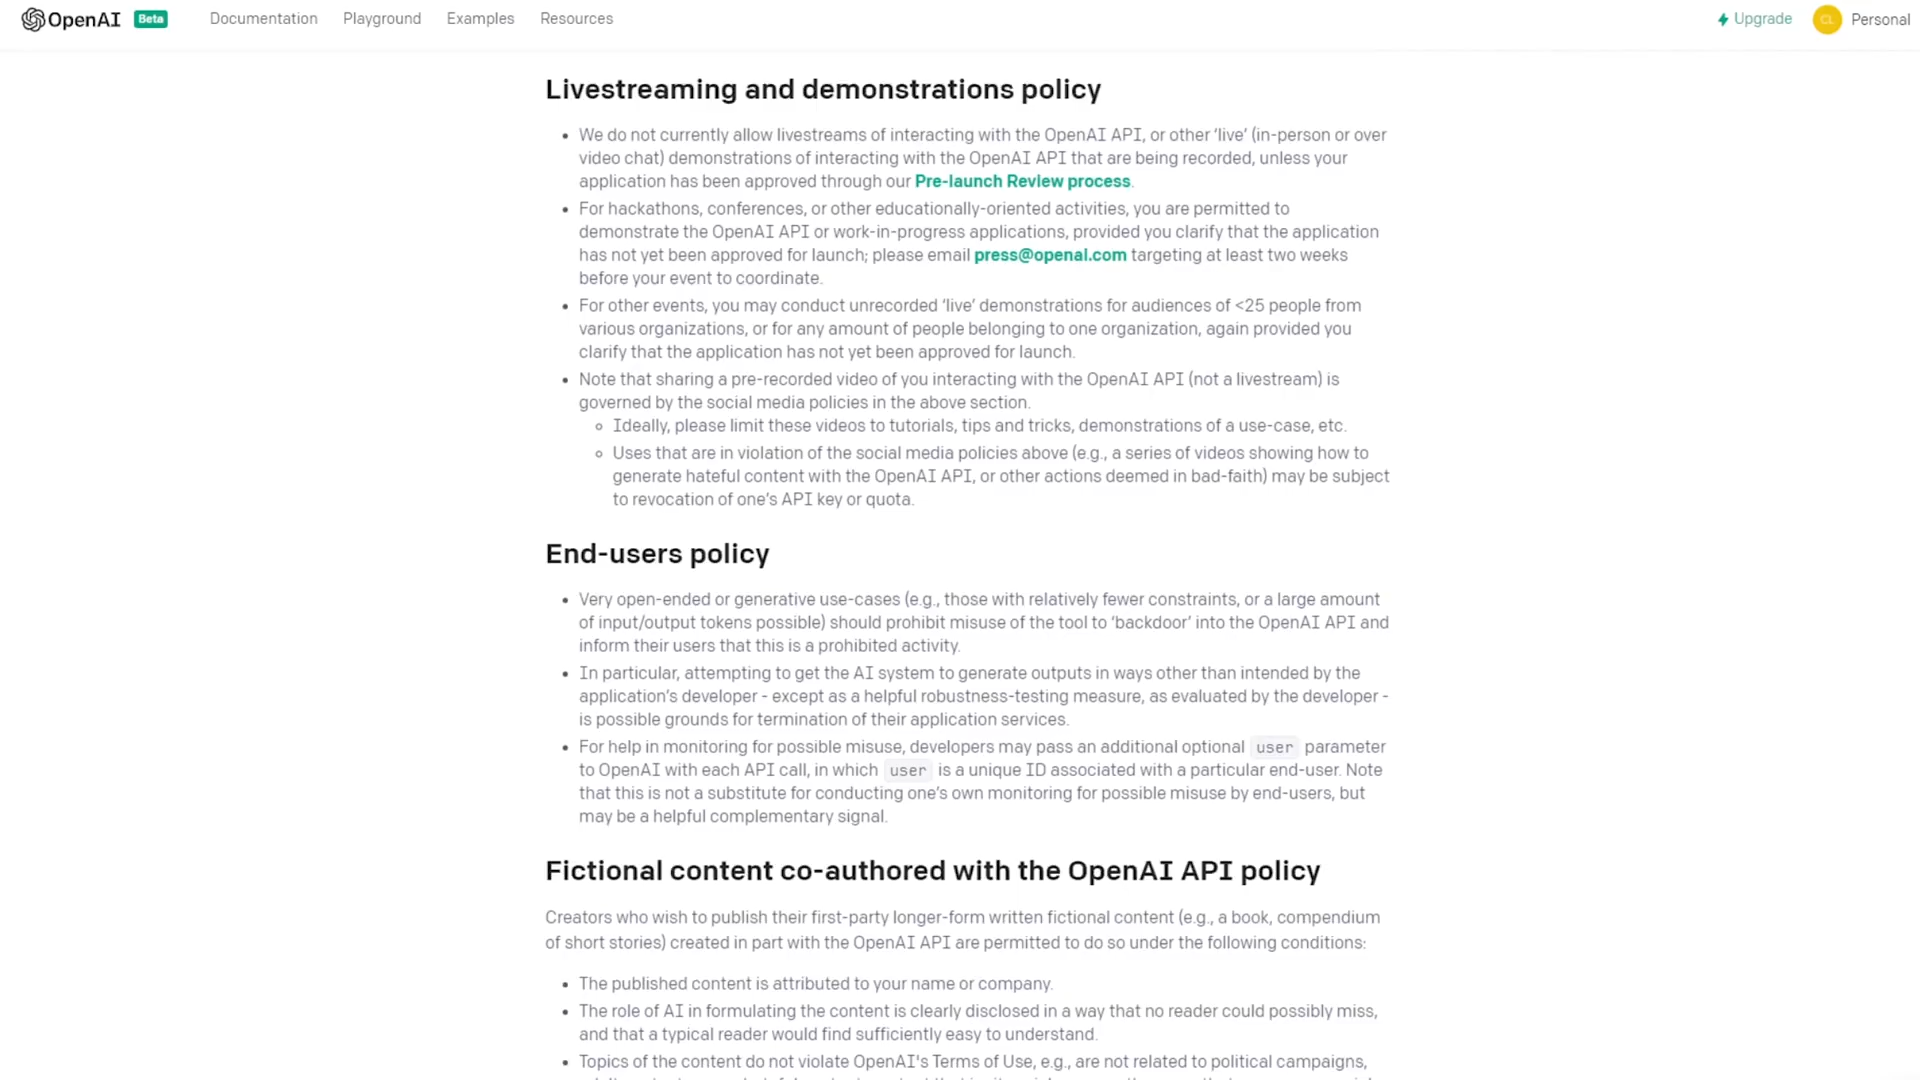 OpenAI Beta Documentation Playground Examples Resources Upgrade CL Personal
Livestreaming and demonstrations policy
We do not currently allow livestreams of interacting with the OpenAI API, or other ‘live’ (in-person or over
video chat) demonstrations of interacting with the OpenAI API that are being recorded, unless your
application has been approved through our Pre-launch Review process.
For hackathons, conferences, or other educationally-oriented activities, you are permitted to
demonstrate the OpenAI API or work-in-progress applications, provided you clarify that the application
has not yet been approved for launch; please email press@openai.com targeting at least two weeks
before your event to coordinate.
For other events, you may conduct unrecorded ‘live’ demonstrations for audiences of <25 people from
various organizations, or for any amount of people belonging to one organization, again provided you
clarify that the application has not yet been approved for launch.
Note that sharing a pre-recorded video of you interacting with the OpenAI API (not a livestream) is
governed by the social media policies in the above section.
Ideally, please limit these videos to tutorials, tips and tricks, demonstrations of a use-case, etc.
Uses that are in violation of the social media policies above (e.g., a series of videos showing how to
generate hateful content with the OpenAI API, or other actions deemed in bad-faith) may be subject
to revocation of one’s API key or quota.
End-users policy
Very open-ended or generative use-cases (e.g., those with relatively fewer constraints, or a large amount
of input/output tokens possible) should prohibit misuse of the tool to ‘backdoor’ into the OpenAI API and
inform their users that this is a prohibited activity.
In particular, attempting to get the AI system to generate outputs in ways other than intended by the
application’s developer - except as a helpful robustness-testing measure, as evaluated by the developer -
is possible grounds for termination of their application services.
For help in monitoring for possible misuse, developers may pass an additional optional user parameter
to OpenAI with each API call, in which user is a unique ID associated with a particular end-user. Note
that this is not a substitute for conducting one’s own monitoring for possible misuse by end-users, but
may be a helpful complementary signal.
Fictional content co-authored with the OpenAI API policy
Creators who wish to publish their first-party longer-form written fictional content (e.g., a book, compendium
of short stories) created in part with the OpenAI API are permitted to do so under the following conditions:
The published content is attributed to your name or company.
The role of AI in formulating the content is clearly disclosed in a way that no reader could possibly miss,
and that a typical reader would find sufficiently easy to understand.
Topics of the content do not violate OpenAI's Terms of Use, e.g., are not related to political campaigns,